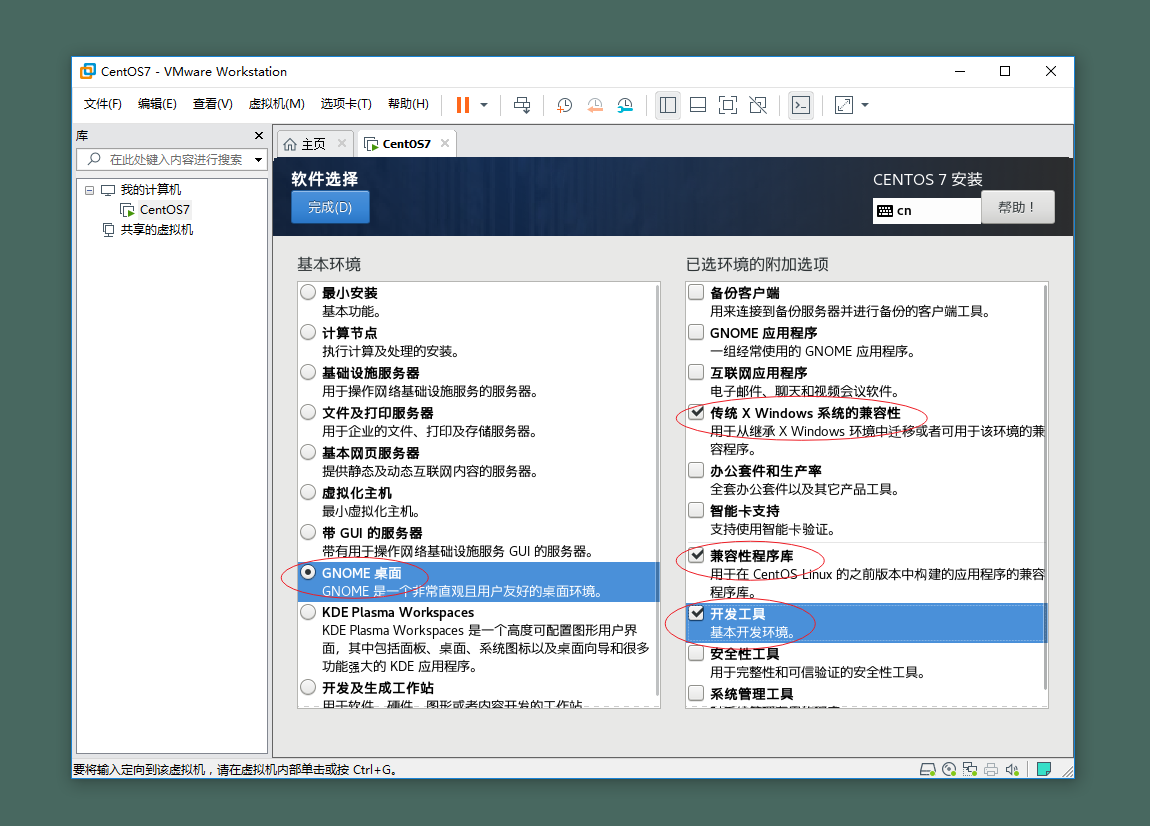 CentOS7 - VMware Workstation
文件(F) 编辑(E) 查看(V) 虚拟机(M) 选项卡(T) 帮助(H)
库
在此处键入内容进行搜索
我的计算机
CentOS7
共享的虚拟机
主页
CentOS7
软件选择
完成(D)
CENTOS 7 安装
cn
帮助！
基本环境
最小安装
基本功能。
计算节点
执行计算及处理的安装。
基础设施服务器
用于操作网络基础设施服务的服务器。
文件及打印服务器
用于企业的文件、打印及存储服务器。
基本网页服务器
提供静态及动态互联网内容的服务器。
虚拟化主机
最小虚拟化主机。
带 GUI 的服务器
带有用于操作网络基础设施服务 GUI 的服务器。
GNOME 桌面
GNOME 是一个非常直观且用户友好的桌面环境。
KDE Plasma Workspaces
KDE Plasma Workspaces 是一个高度可配置图形用户界
面，其中包括面板、桌面、系统图标以及桌面向导和很多
功能强大的 KDE 应用程序。
开发及生成工作站
用于软件、硬件、图形或者内容开发的工作站
已选环境的附加选项
备份客户端
用来连接到备份服务器并进行备份的客户端工具。
GNOME 应用程序
一组经常使用的 GNOME 应用程序。
互联网应用程序
电子邮件、聊天和视频会议软件。
传统 X Windows 系统的兼容性
用于从继承 X Windows 环境中迁移或者可用于该环境的兼
容程序。
办公套件和生产率
全套办公套件以及其它产品工具。
智能卡支持
支持使用智能卡验证。
兼容性程序库
用于在 CentOS Linux 的之前版本中构建的应用程序的兼容
程序库。
开发工具
基本开发环境。
安全性工具
用于完整性和可信验证的安全性工具。
系统管理工具
要将输入定向到该虚拟机，请在虚拟机内部单击或按 Ctrl+G。